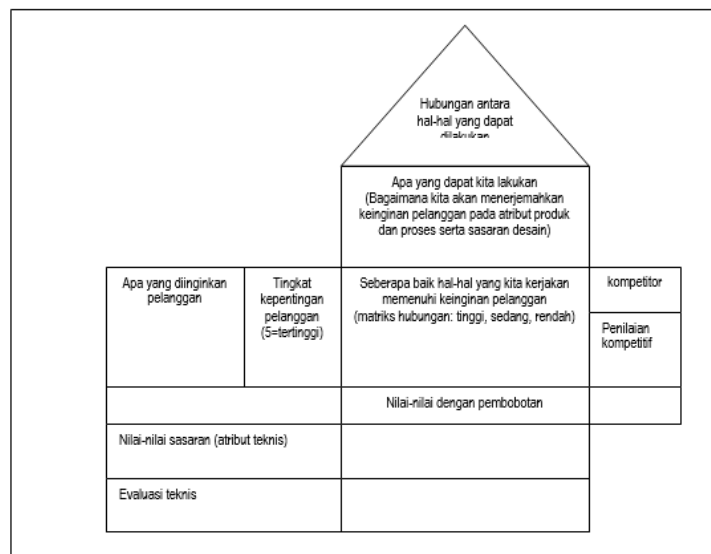 Hubungan antara
hal-hal yang dapat
dilakukan
Apa yang dapat kita lakukan
(Bagaimana kita akan menerjemahkan
keinginan pelanggan pada atribut produk
dan proses serta sasaran desain)
Apa yang diinginkan
pelanggan
Tingkat
kepentingan
pelanggan
(5=tertinggi)
Seberapa baik hal-hal yang kita kerjakan
memenuhi keinginan pelanggan
(matriks hubungan: tinggi, sedang, rendah)
kompetitor
Penilaian
kompetitif
Nilai-nilai dengan pembobotan
Nilai-nilai sasaran (atribut teknis)
Evaluasi teknis